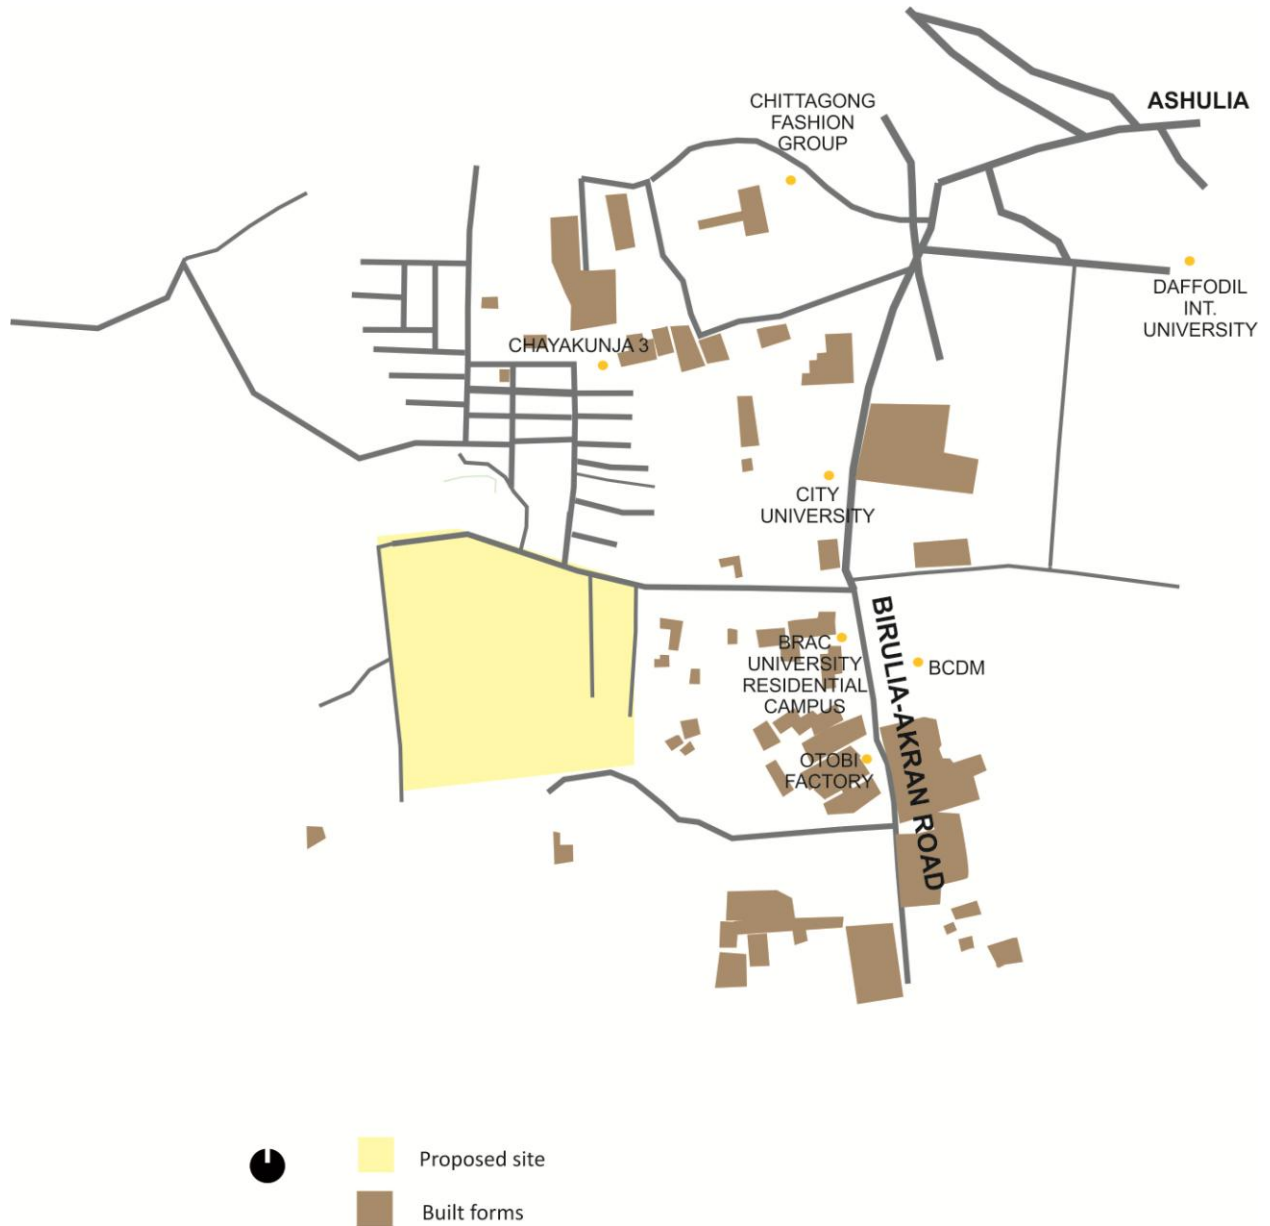 ASHULIA
CHITTAGONG
FASHION
GROUP
DAFFODIL
INT.
UNIVERSITY
CHAYAKUNJA 3
CITY
UNIVERSITY
BIRULIA-AKRAN ROAD
BRAC
UNIVERSITY
RESIDENTIAL
CAMPUS
BCDM
OTOBI
FACTORY
Proposed site
Built forms